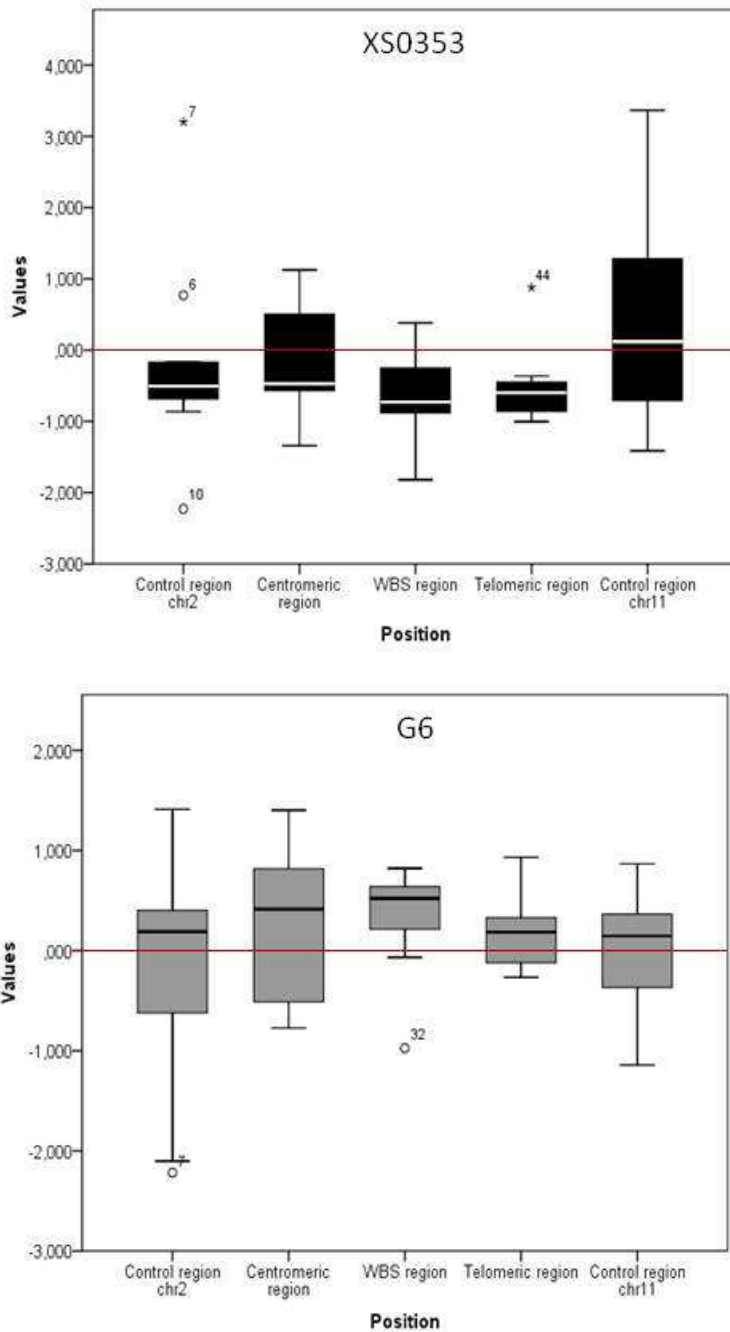 XS0353
4,000
7
3,000
2,000
1,000
6
44
,000
-1,000
-2,000
10
-3,000
Values
Control region chr2
Centromeric region
WBS region
Telomeric region
Control region chr11
Position
G6
2,000
1,000
,000
-1,000
32
-2,000
7
-3,000
Values
Control region chr2
Centromeric region
WBS region
Telomeric region
Control region chr11
Position